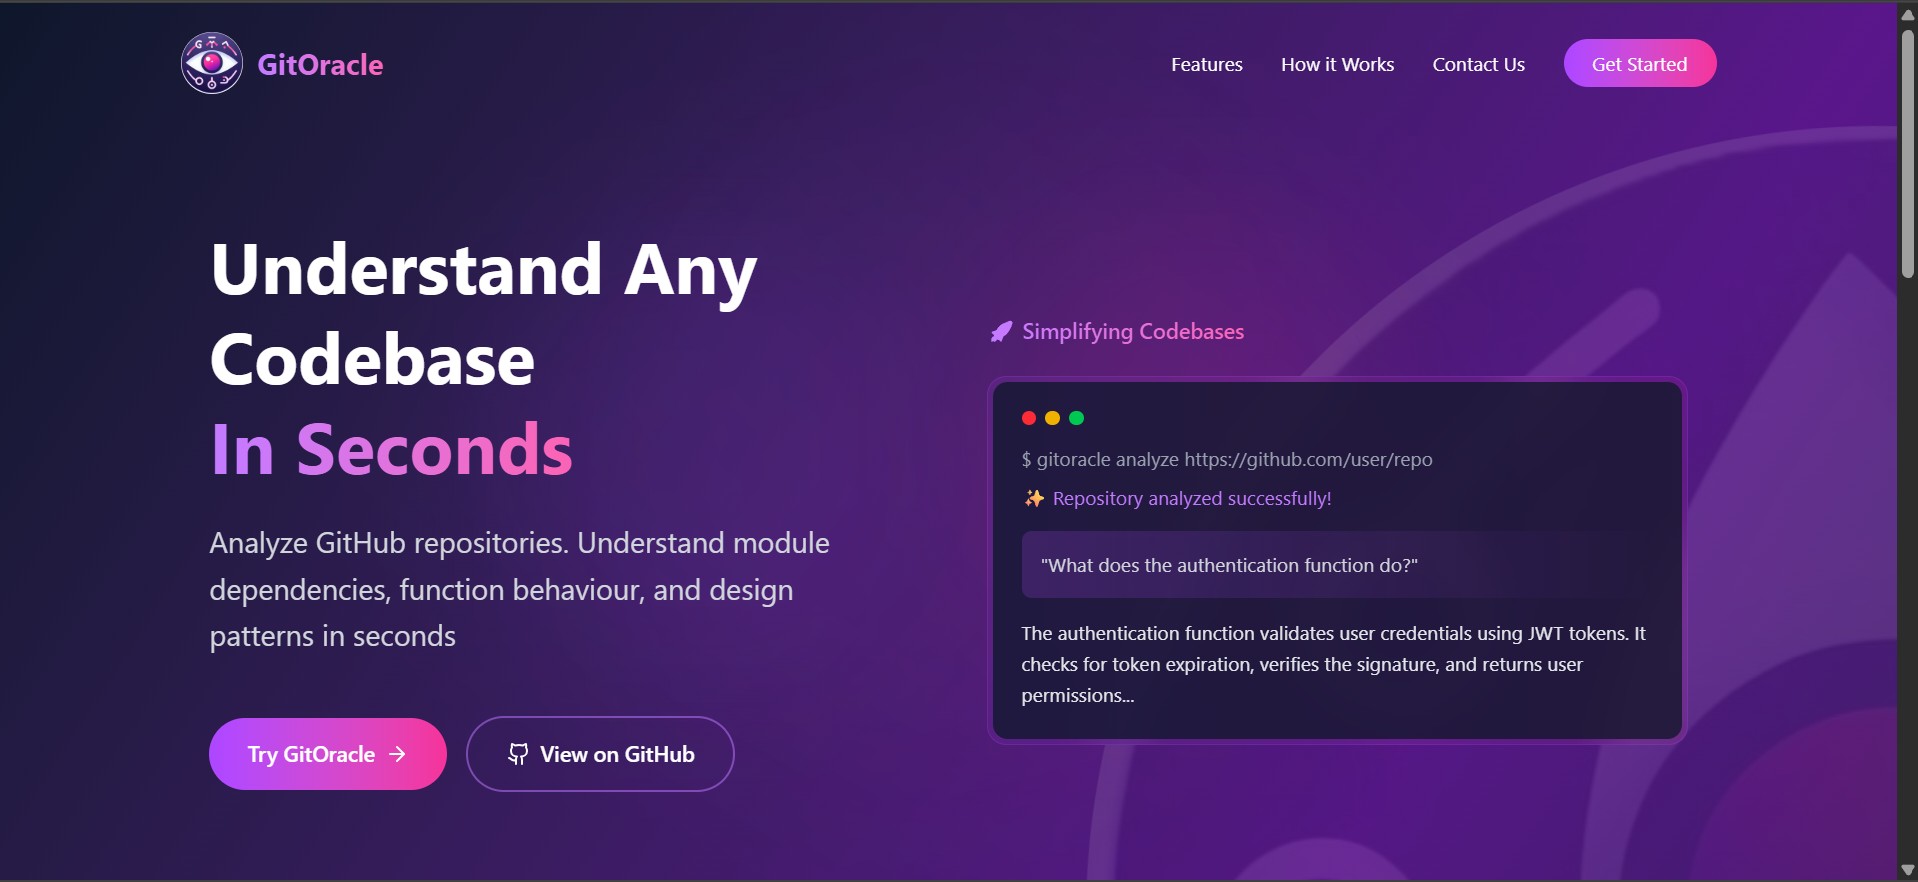 GitOracle
Features
How it Works
Contact Us
Get Started
Understand Any
Codebase
In Seconds
Analyze GitHub repositories. Understand module
dependencies, function behaviour, and design
patterns in seconds
Try GitOracle →
View on GitHub
Simplifying Codebases
$ gitoracle analyze https://github.com/user/repo
✨ Repository analyzed successfully!
"What does the authentication function do?"
The authentication function validates user credentials using JWT tokens. It
checks for token expiration, verifies the signature, and returns user
permissions...